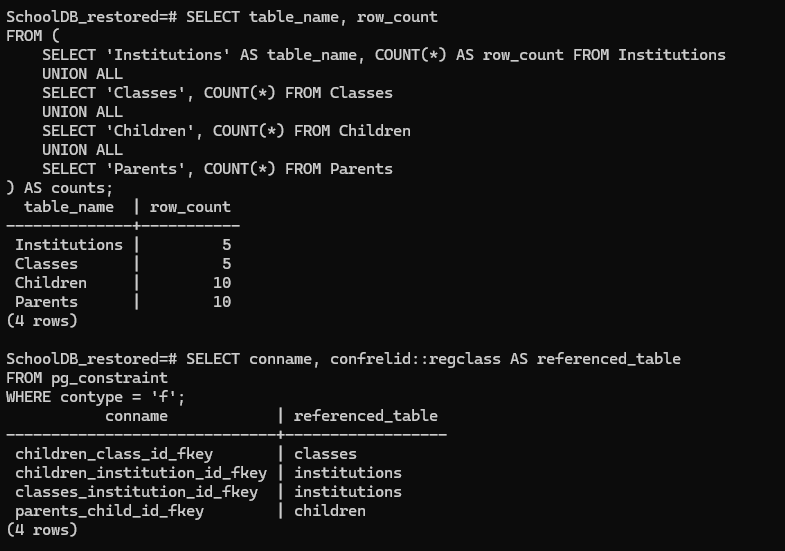 SchoolDB_restored=# SELECT table_name, row_count
FROM (
    SELECT 'Institutions' AS table_name, COUNT(*) AS row_count FROM Institutions
    UNION ALL
    SELECT 'Classes', COUNT(*) FROM Classes
    UNION ALL
    SELECT 'Children', COUNT(*) FROM Children
    UNION ALL
    SELECT 'Parents', COUNT(*) FROM Parents
) AS counts;
  table_name  | row_count
--------------+-----------
 Institutions |         5
 Classes      |         5
 Children     |        10
 Parents      |        10
(4 rows)

SchoolDB_restored=# SELECT conname, confrelid::regclass AS referenced_table
FROM pg_constraint
WHERE contype = 'f';
           conname            | referenced_table
------------------------------+------------------
 children_class_id_fkey       | classes
 children_institution_id_fkey | institutions
 classes_institution_id_fkey  | institutions
 parents_child_id_fkey        | children
(4 rows)